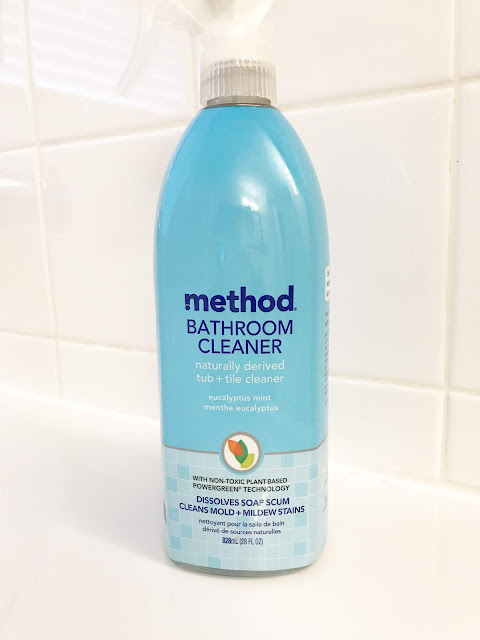 method
BATHROOM
CLEANER
naturally derived
tub + tile cleaner
eucalyptus mint
menthe eucalyptus
WITH NON-TOXIC PLANT-BASED
POWERGREEN® TECHNOLOGY
DISSOLVES SOAP SCUM
CLEANS MOLD + MILDEW STAINS
nettoyant pour la salle de bain
dérivé de sources naturelles
828mL (28 FL OZ)